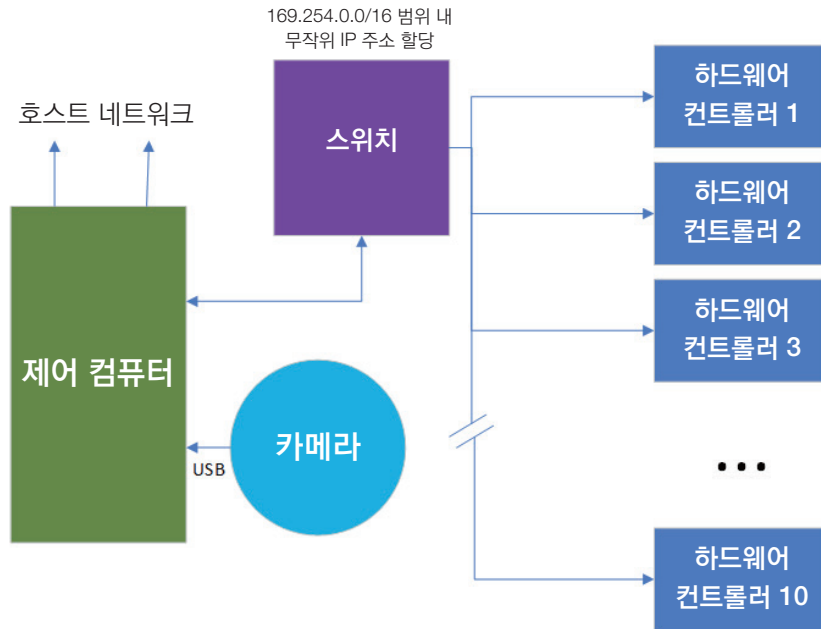 169.254.0.0/16 범위 내
무작위 IP 주소 할당
호스트 네트워크
스위치
하드웨어
컨트롤러 1
하드웨어
컨트롤러 2
하드웨어
컨트롤러 3
제어 컴퓨터
카메라
USB
...
하드웨어
컨트롤러 10